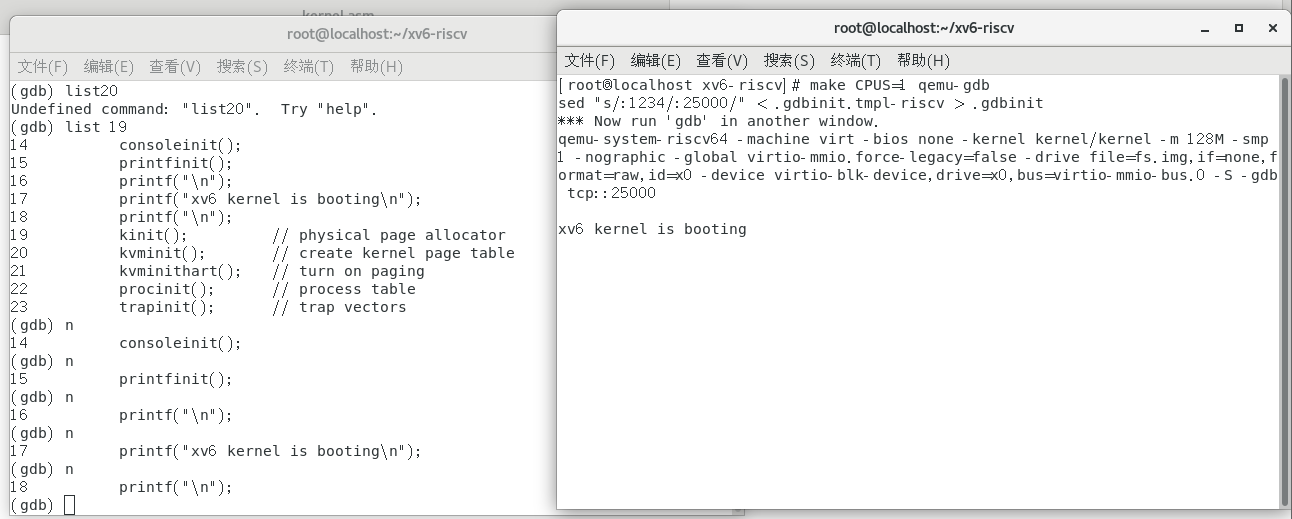 kernel.asm
root@localhost:~/xv6-riscv
文件(F) 编辑(E) 查看(V) 搜索(S) 终端(T) 帮助(H)
(gdb) list20
Undefined command: "list20".  Try "help".
(gdb) list 19
14          consoleinit();
15          printfinit();
16          printf("\n");
17          printf("xv6 kernel is booting\n");
18          printf("\n");
19          kinit();         // physical page allocator
20          kvminit();       // create kernel page table
21          kvminithart();   // turn on paging
22          procinit();      // process table
23          trapinit();      // trap vectors
(gdb) n
14          consoleinit();
(gdb) n
15          printfinit();
(gdb) n
16          printf("\n");
(gdb) n
17          printf("xv6 kernel is booting\n");
(gdb) n
18          printf("\n");
(gdb)
root@localhost:~/xv6-riscv
文件(F) 编辑(E) 查看(V) 搜索(S) 终端(T) 帮助(H)
[root@localhost xv6-riscv]# make CPUS=1 qemu-gdb
sed "s/:1234/:25000/" < .gdbinit.tmpl-riscv > .gdbinit
*** Now run 'gdb' in another window.
qemu-system-riscv64 -machine virt -bios none -kernel kernel/kernel -m 128M -smp
1 -nographic -global virtio-mmio.force-legacy=false -drive file=fs.img,if=none,f
ormat=raw,id=x0 -device virtio-blk-device,drive=x0,bus=virtio-mmio-bus.0 -S -gdb
tcp::25000
xv6 kernel is booting